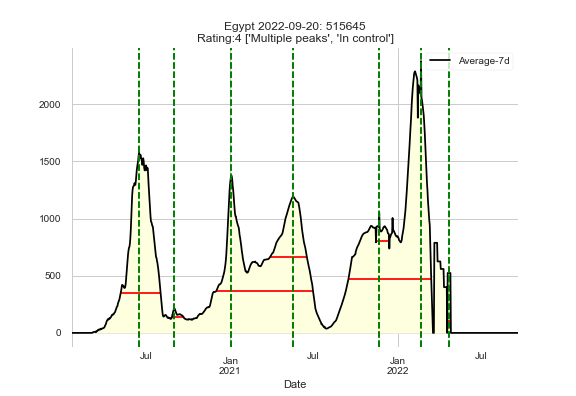 Egypt 2022-09-20: 515645
Rating:4 ['Multiple peaks', 'In control']
Average-7d
2000
1500
1000
500
0
Jul
Jan
2021
Jul
Jan
2022
Jul
Date